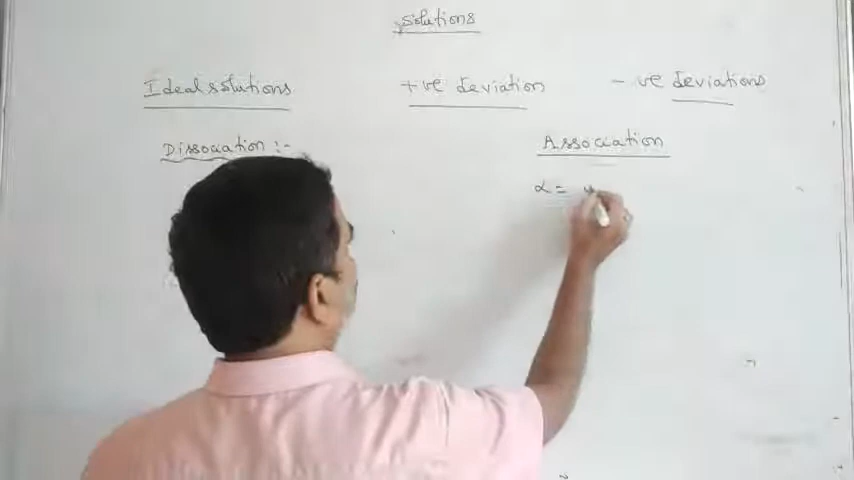 Solutions
Ideal solutions +ve deviation -ve deviations
Dissociation :- Association
α =